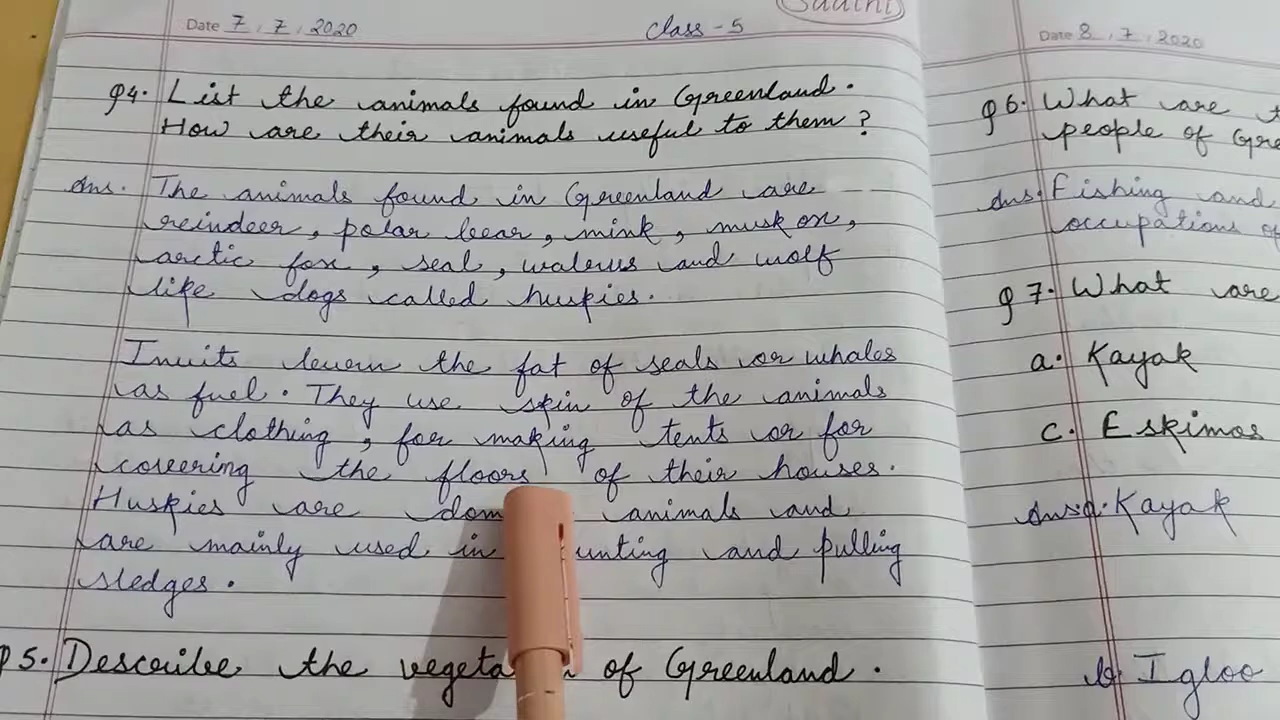 Date 7, 7, 2020
Class - 5
Q4. List the animals found in Greenland.
How are their animals useful to them?
Ans. The animals found in Greenland are
reindeer, polar bear, mink, musk ox,
arctic fox, seal, walrus and wolf
like dogs called huskies.
Inuits burn the fat of seals or whales
as fuel. They use skin of the animals
as clothing, for making tents or for
covering the floors of their houses.
Huskies are dom animals and
are mainly used in unting and pulling
sledges.
Q5. Describe the vegeta n of Greenland.
Date 8, 7, 2020
Q6. What are
people of Gre
Ans: Fishing and
occupations of
Q7. What are
a. Kayak
c. Eskimos
Ans:a. Kayak
b. Igloo